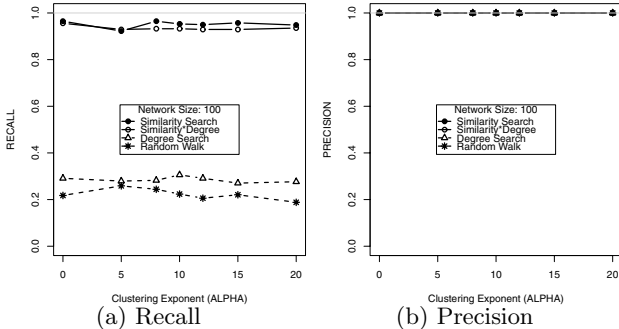 RECALL
0.0 0.2 0.4 0.6 0.8 1.0
Network Size: 100
Similarity Search
Similarity*Degree
Degree Search
Random Walk
0 5 10 15 20
Clustering Exponent (ALPHA)
(a) Recall
PRECISION
0.0 0.2 0.4 0.6 0.8 1.0
Network Size: 100
Similarity Search
Similarity*Degree
Degree Search
Random Walk
0 5 10 15 20
Clustering Exponent (ALPHA)
(b) Precision